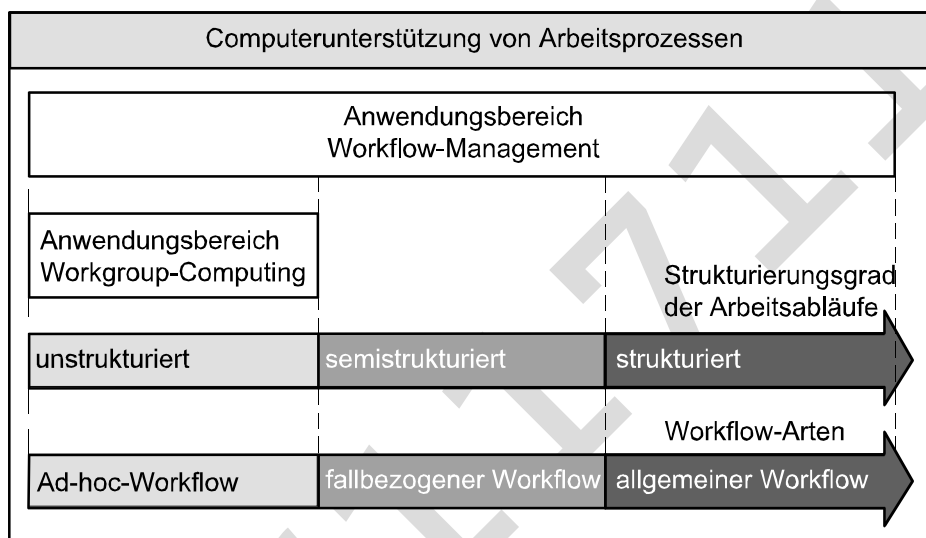 Computerunterstützung von Arbeitsprozessen
Anwendungsbereich
Workflow-Management
Anwendungsbereich
Workgroup-Computing
Strukturierungsgrad
der Arbeitsabläufe
unstrukturiert
semistrukturiert
strukturiert
Workflow-Arten
Ad-hoc-Workflow
fallbezogener Workflow
allgemeiner Workflow